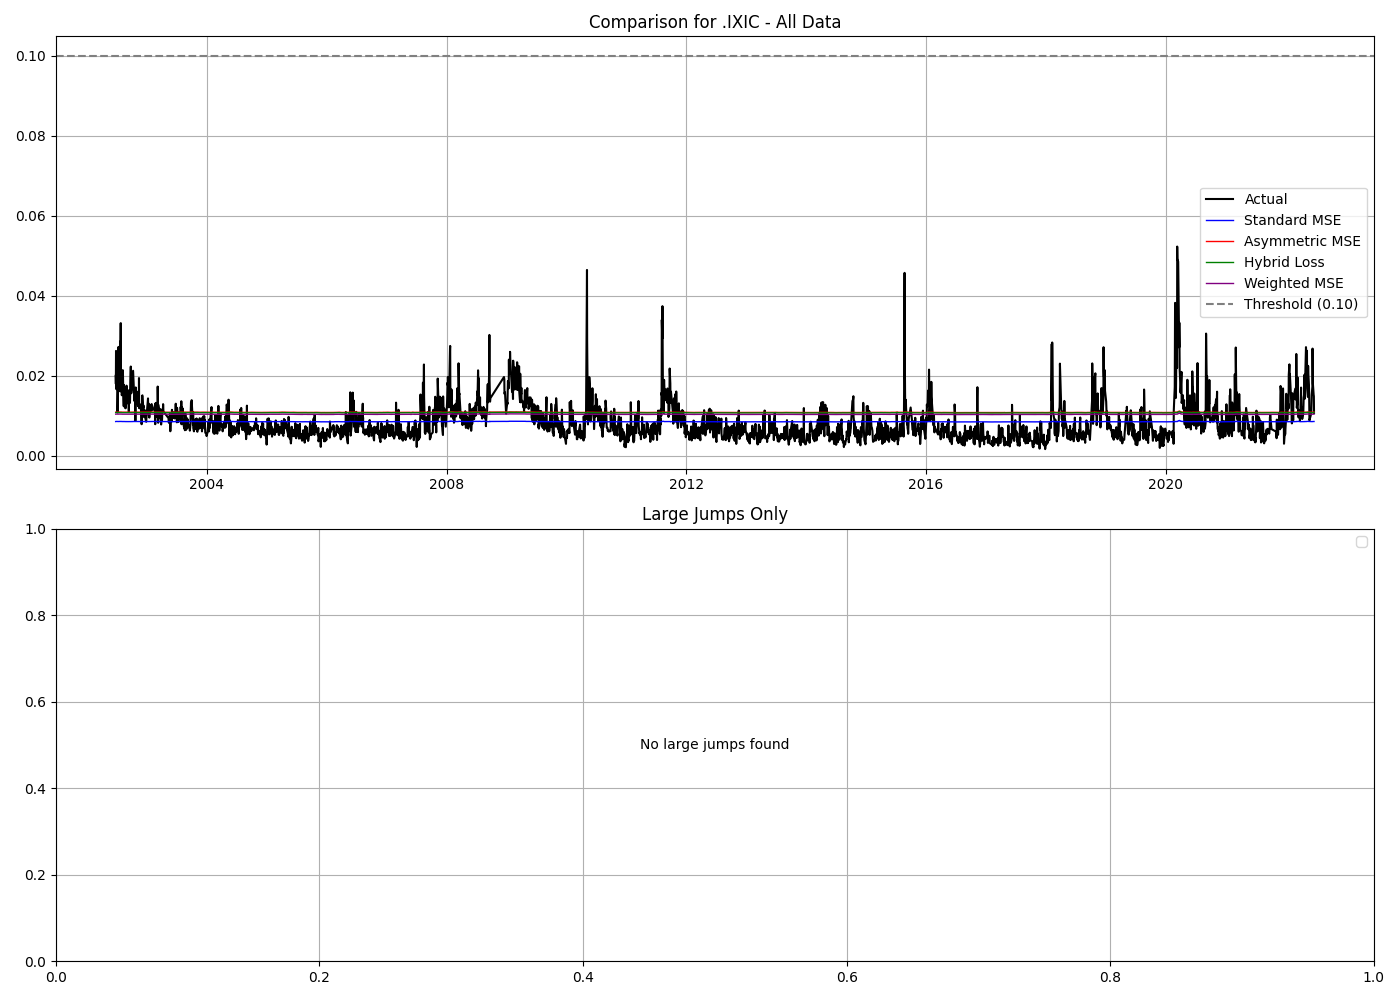 Comparison for .IXIC - All Data
0.10
0.08
0.06
0.04
0.02
0.00
Actual
Standard MSE
Asymmetric MSE
Hybrid Loss
Weighted MSE
Threshold (0.10)
2004 2008 2012 2016 2020
Large Jumps Only
1.0
0.8
0.6
0.4
0.2
0.0
No large jumps found
0.0 0.2 0.4 0.6 0.8 1.0